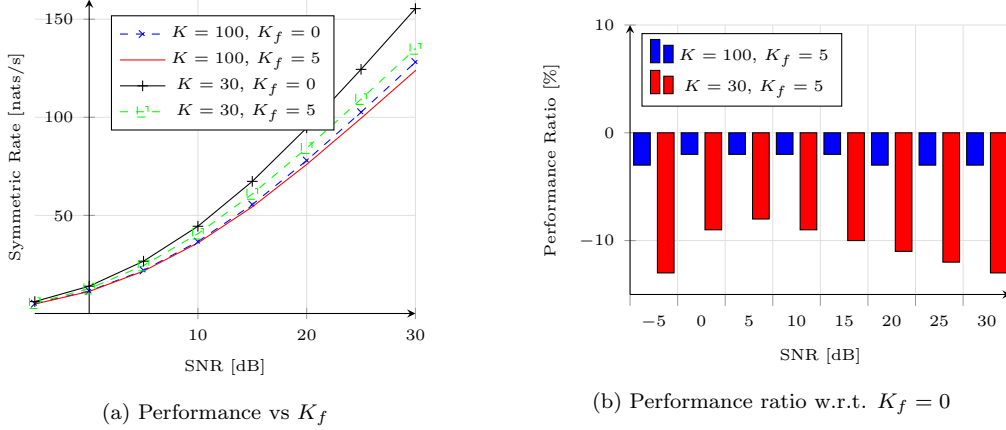 150
100
50
10
20
30
Symmetric Rate [nats/s]
SNR [dB]
K = 100, K_f = 0
K = 100, K_f = 5
K = 30, K_f = 0
K = 30, K_f = 5
(a) Performance vs K_f
10
0
−10
−5
0
5
10
15
20
25
30
Performance Ratio [%]
SNR [dB]
K = 100, K_f = 5
K = 30, K_f = 5
(b) Performance ratio w.r.t. K_f = 0